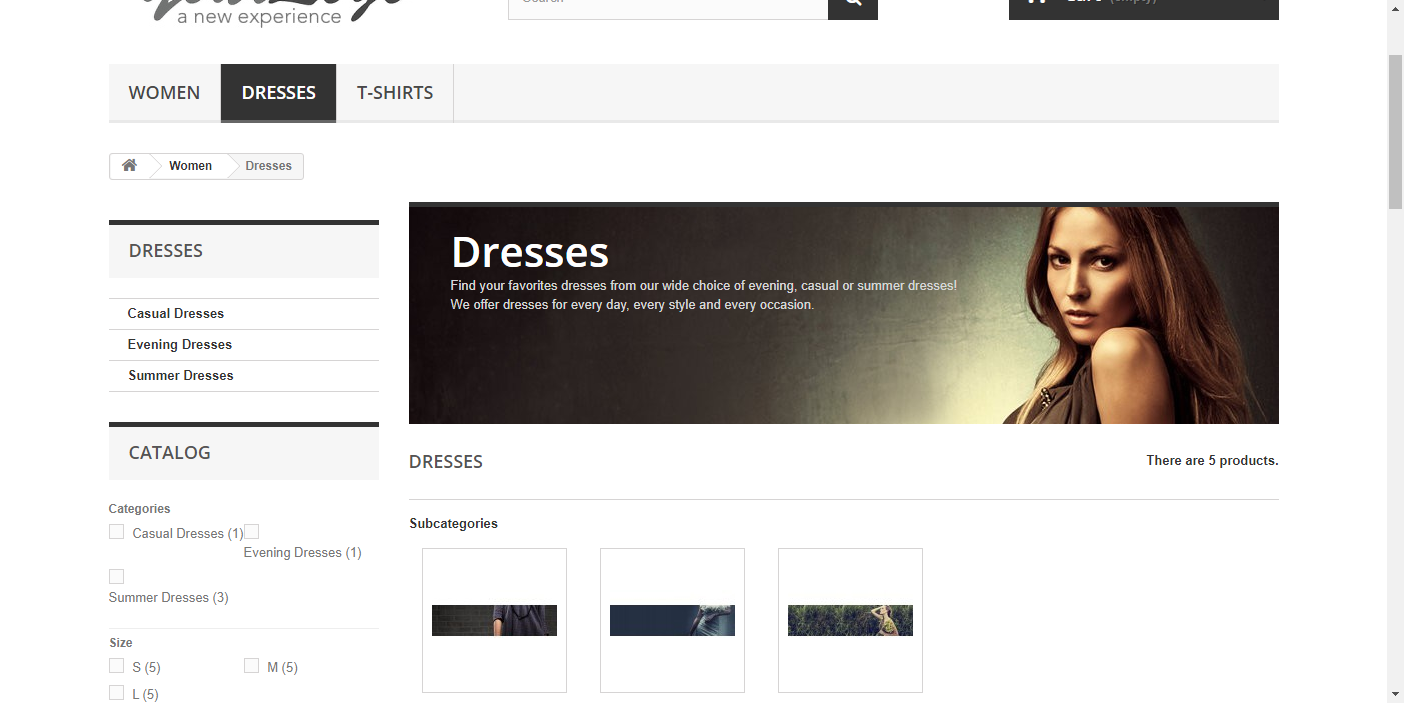 a new experience
WOMEN DRESSES T-SHIRTS
Women Dresses
DRESSES
Casual Dresses
Evening Dresses
Summer Dresses
CATALOG
Categories
Casual Dresses (1)
Evening Dresses (1)
Summer Dresses (3)
Size
S (5) M (5)
L (5)
Dresses
Find your favorites dresses from our wide choice of evening, casual or summer dresses!
We offer dresses for every day, every style and every occasion.
DRESSES There are 5 products.
Subcategories